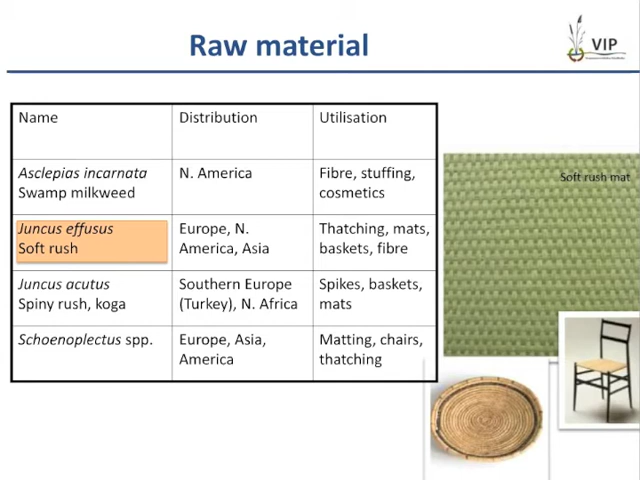 Raw material
VIP
Name Distribution Utilisation
Asclepias incarnata N. America Fibre, stuffing,
Swamp milkweed cosmetics
Juncus effusus Europe, N. Thatching, mats,
Soft rush America, Asia baskets, fibre
Juncus acutus Southern Europe Spikes, baskets,
Spiny rush, koga (Turkey), N. Africa mats
Schoenoplectus spp. Europe, Asia, Matting, chairs,
America thatching
Soft rush mat